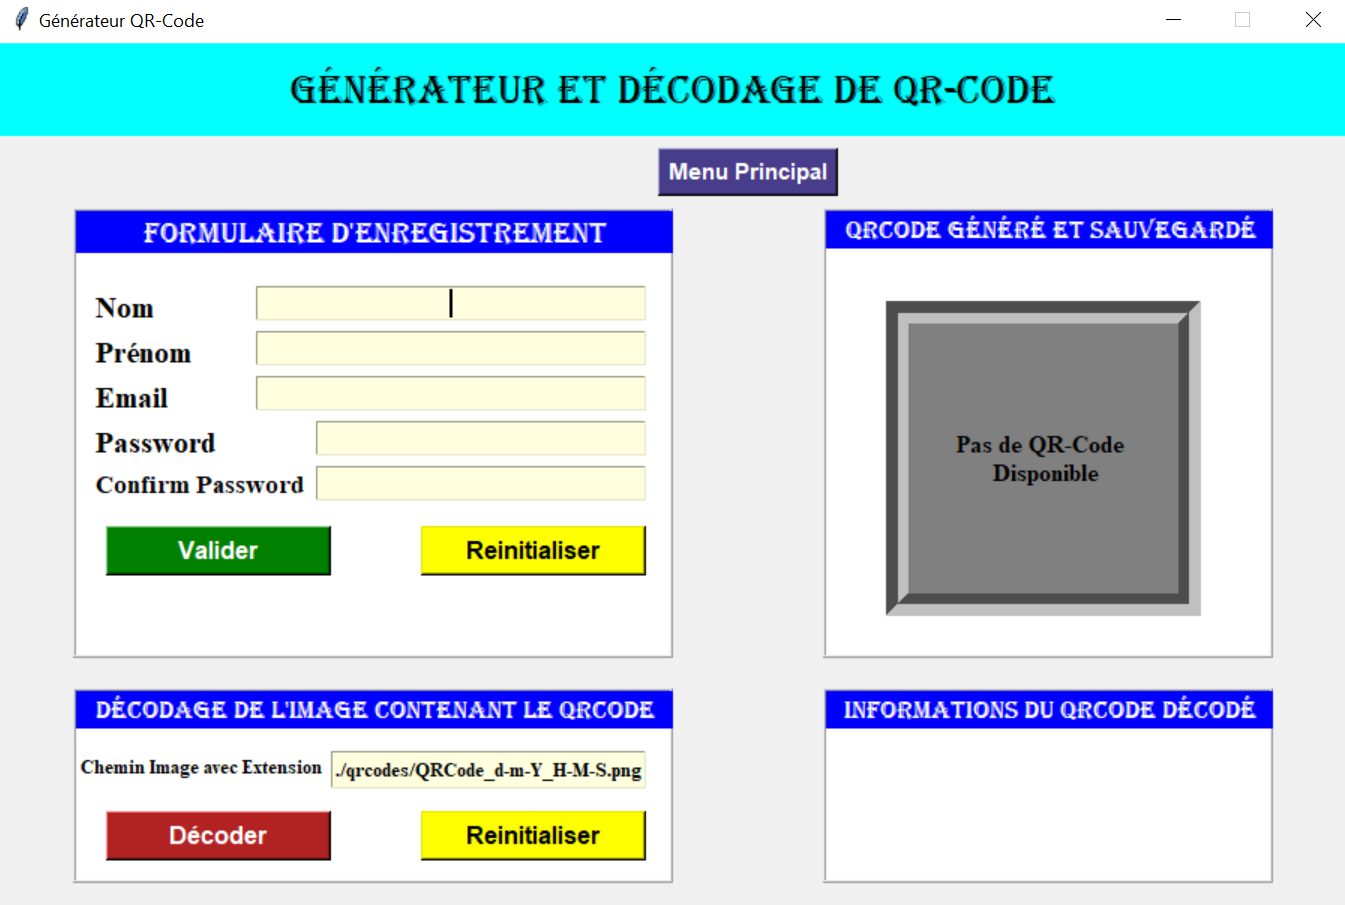 Générateur QR-Code
GÉNÉRATEUR ET DÉCODAGE DE QR-CODE
Menu Principal
FORMULAIRE D'ENREGISTREMENT
Nom
Prénom
Email
Password
Confirm Password
Valider
Reinitialiser
QRCODE GÉNÉRÉ ET SAUVEGARDÉ
Pas de QR-Code
Disponible
DÉCODAGE DE L'IMAGE CONTENANT LE QRCODE
Chemin Image avec Extension
./qrcodes/QRCode_d-m-Y_H-M-S.png
Décoder
Reinitialiser
INFORMATIONS DU QRCODE DÉCODÉ